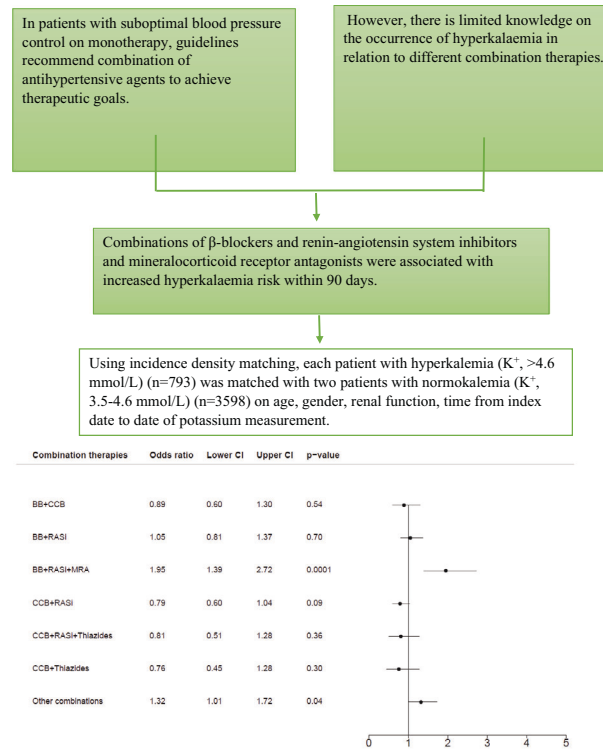 In patients with suboptimal blood pressure
control on monotherapy, guidelines
recommend combination of
antihypertensive agents to achieve
therapeutic goals.
However, there is limited knowledge on
the occurrence of hyperkalaemia in
relation to different combination therapies.
Combinations of β-blockers and renin-angiotensin system inhibitors
and mineralocorticoid receptor antagonists were associated with
increased hyperkalaemia risk within 90 days.
Using incidence density matching, each patient with hyperkalemia (K⁺, >4.6
mmol/L) (n=793) was matched with two patients with normokalemia (K⁺,
3.5-4.6 mmol/L) (n=3598) on age, gender, renal function, time from index
date to date of potassium measurement.
Combination therapies Odds ratio Lower CI Upper CI p-value
BB+CCB 0.89 0.60 1.30 0.54
BB+RASI 1.05 0.81 1.37 0.70
BB+RASI+MRA 1.95 1.39 2.72 0.0001
CCB+RASI 0.79 0.60 1.04 0.09
CCB+RASI+Thiazides 0.81 0.51 1.28 0.36
CCB+Thiazides 0.76 0.45 1.28 0.30
Other combinations 1.32 1.01 1.72 0.04
0 1 2 3 4 5